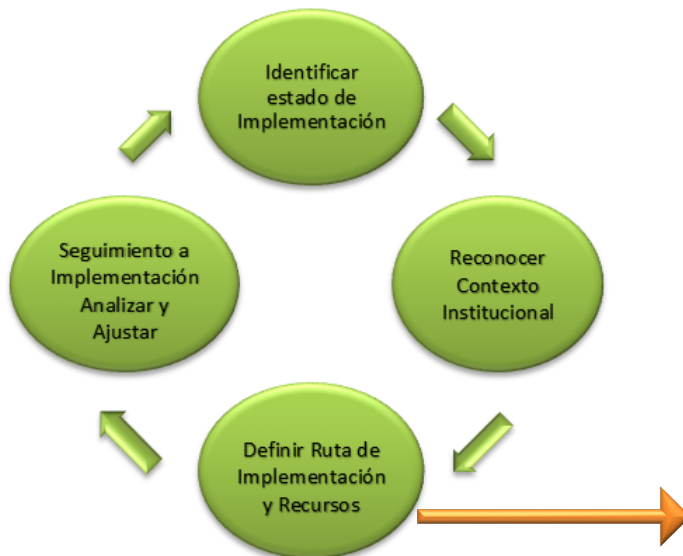 Identificar
estado de
Implementación
Reconocer
Contexto
Institucional
Definir Ruta de
Implementación
y Recursos
Seguimiento a
Implementación
Analizar y
Ajustar